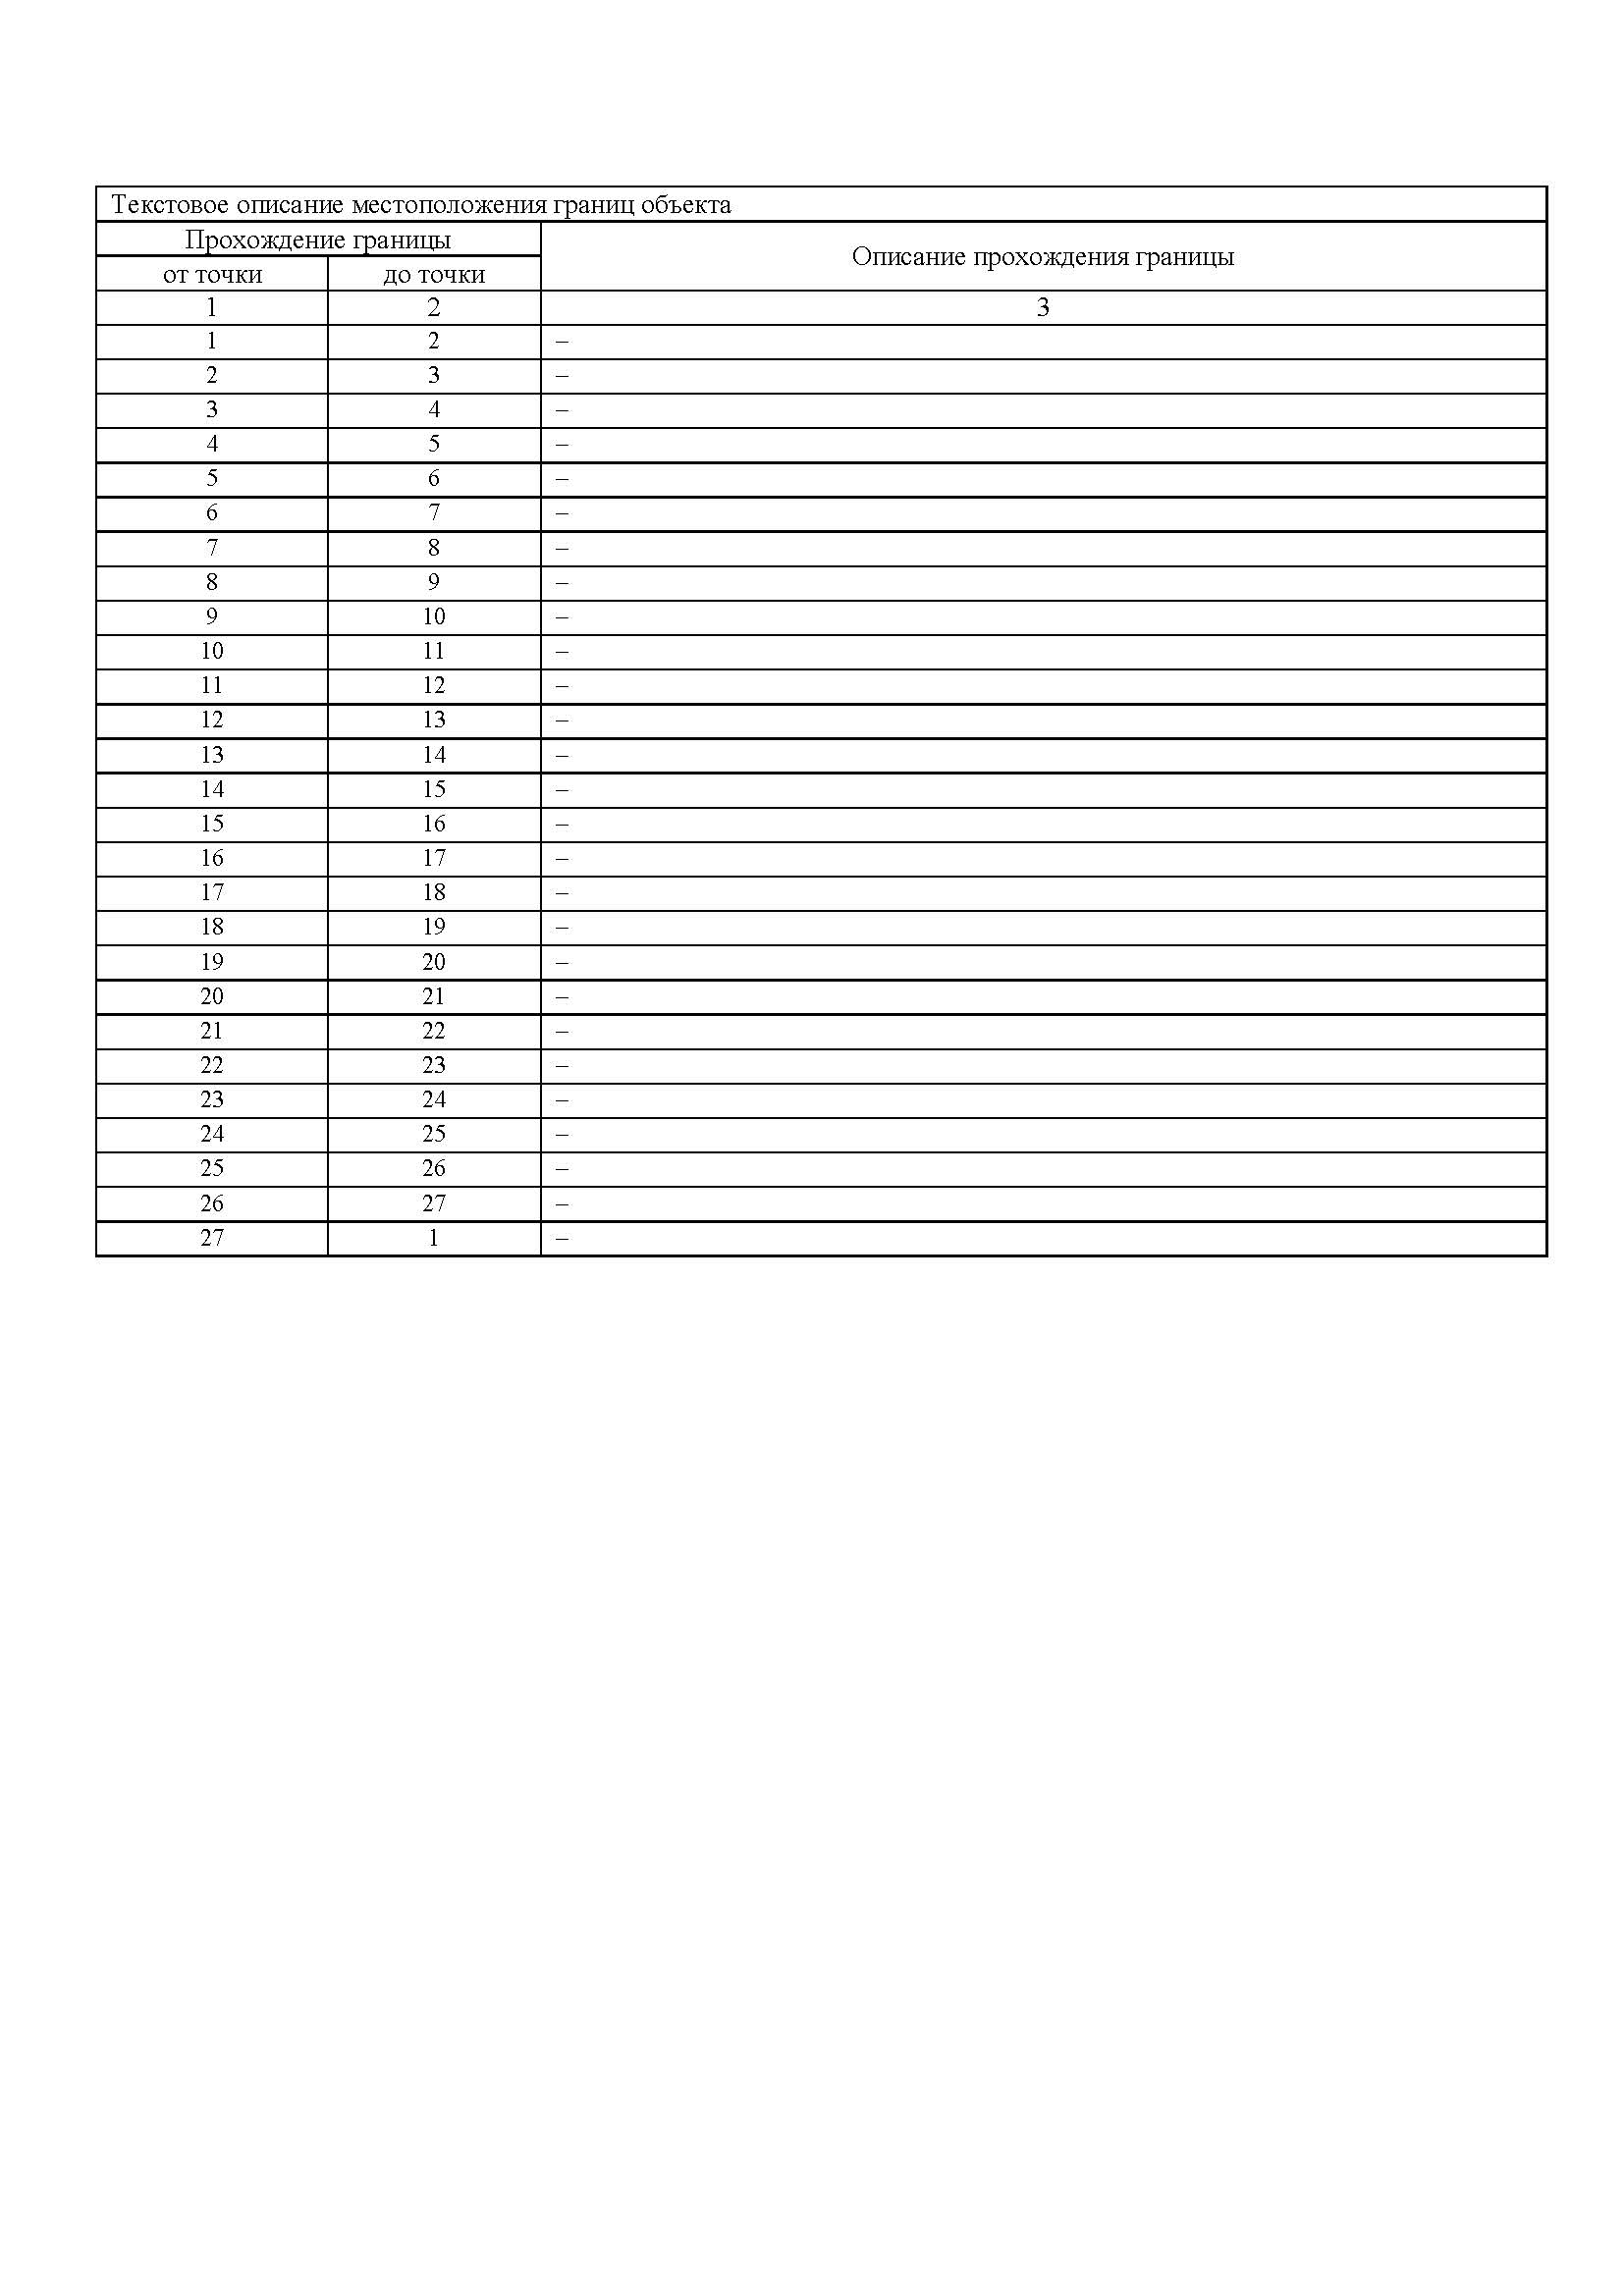 Текстовое описание местоположения границ объекта
Прохождение границы
Описание прохождения границы
от точки до точки
1 2 3
1 2 –
2 3 –
3 4 –
4 5 –
5 6 –
6 7 –
7 8 –
8 9 –
9 10 –
10 11 –
11 12 –
12 13 –
13 14 –
14 15 –
15 16 –
16 17 –
17 18 –
18 19 –
19 20 –
20 21 –
21 22 –
22 23 –
23 24 –
24 25 –
25 26 –
26 27 –
27 1 –